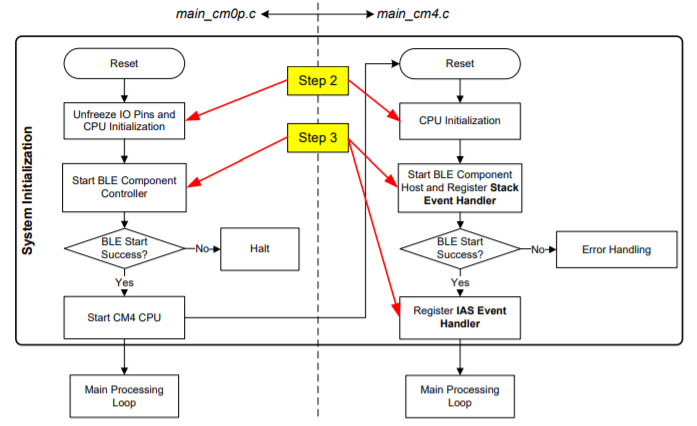 main_cm0p.c
main_cm4.c
System Initialization
Reset
Unfreeze IO Pins and
CPU Initialization
Start BLE Component
Controller
BLE Start
Success?
No
Halt
Yes
Start CM4 CPU
Main Processing
Loop
Step 2
Step 3
Reset
CPU Initialization
Start BLE Component
Host and Register Stack
Event Handler
BLE Start
Success?
No
Error Handling
Yes
Register IAS Event
Handler
Main Processing
Loop